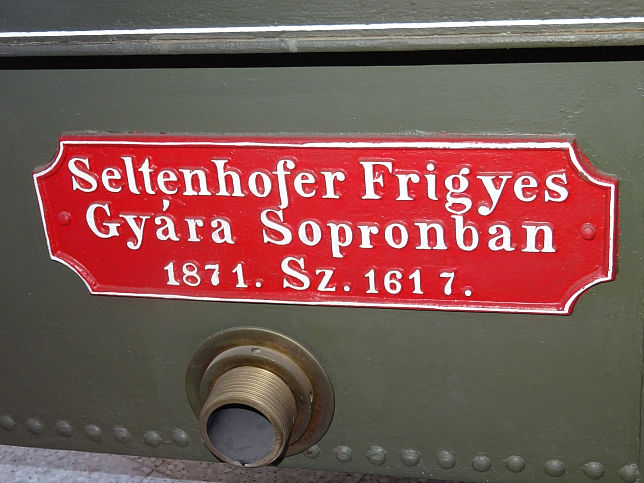 Seltenhofer Frigyes
Gyára Sopronban
1871. Sz. 1617.